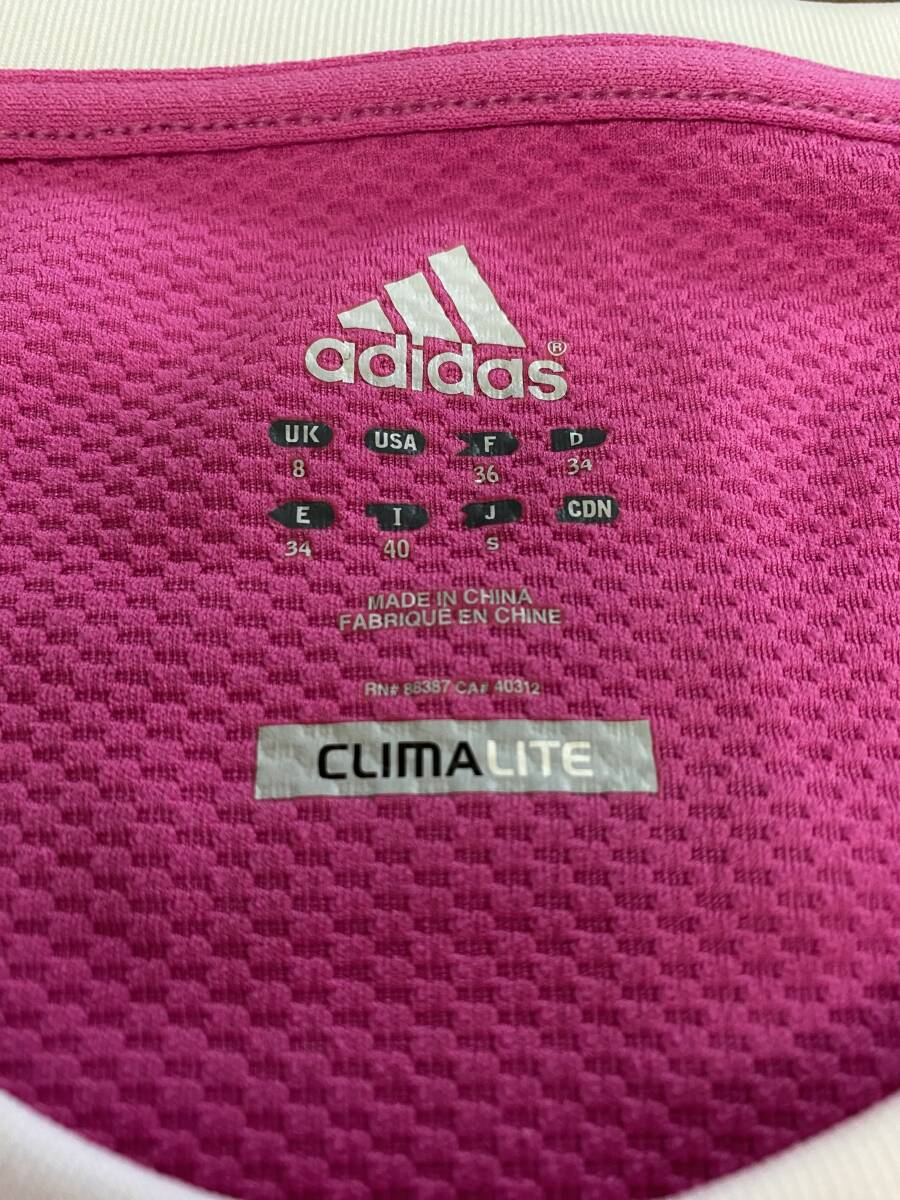 adidas®
UK USA F D
8 36 34
E I J CDN
34 40 S
MADE IN CHINA
FABRIQUÉ EN CHINE
RN# 88387 CA# 40312
CLIMALITE